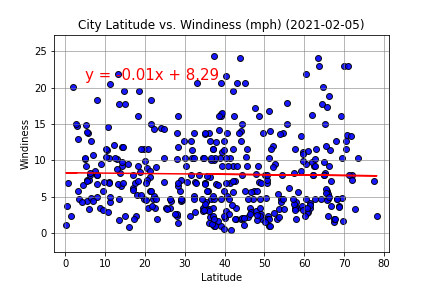 City Latitude vs. Windiness (mph) (2021-02-05)
25
y = -0.01x + 8.29
20
15
Windiness
10
5
0
0 10 20 30 40 50 60 70 80
Latitude